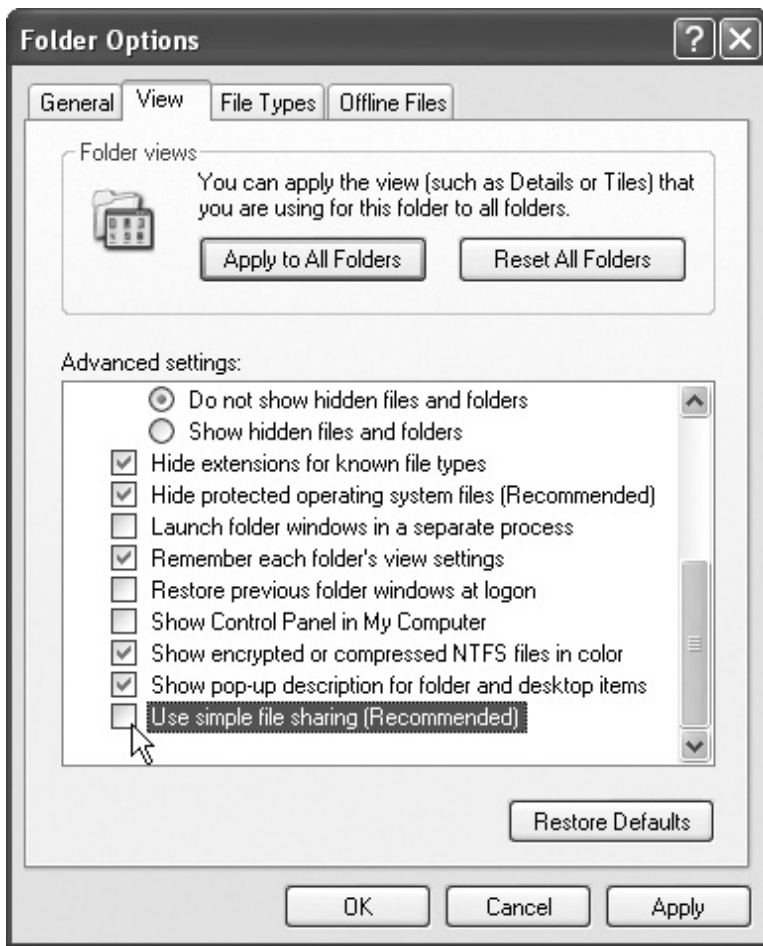 Folder Options
General View File Types Offline Files
Folder views
You can apply the view (such as Details or Tiles) that
you are using for this folder to all folders.
Apply to All Folders Reset All Folders
Advanced settings:
Do not show hidden files and folders
Show hidden files and folders
Hide extensions for known file types
Hide protected operating system files (Recommended)
Launch folder windows in a separate process
Remember each folder's view settings
Restore previous folder windows at logon
Show Control Panel in My Computer
Show encrypted or compressed NTFS files in color
Show pop-up description for folder and desktop items
Use simple file sharing (Recommended)
Restore Defaults
OK Cancel Apply